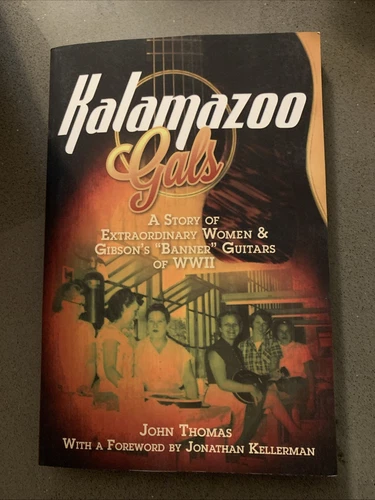 Kalamazoo
Gals
A Story of
Extraordinary Women &
Gibson's "Banner" Guitars
of WWII
John Thomas
With a Foreword by Jonathan Kellerman